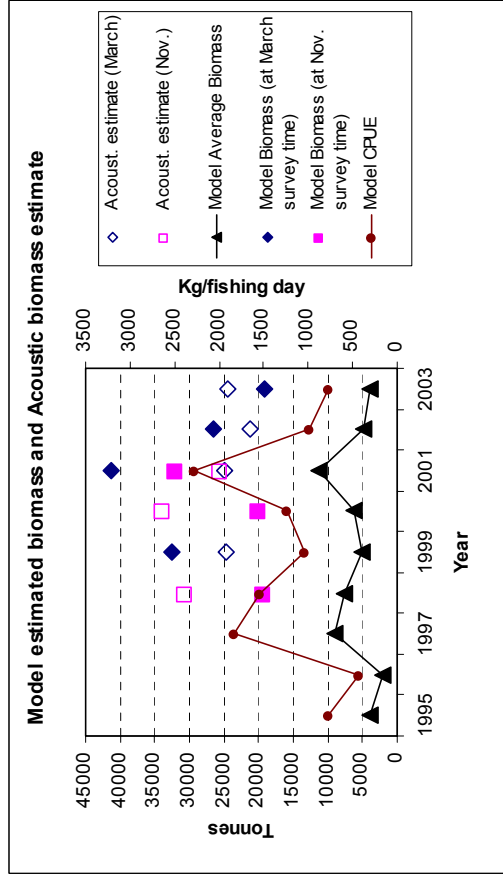 Model estimated biomass and Acoustic biomass estimate
Tonnes
45000
40000
35000
30000
25000
20000
15000
10000
5000
0
1995
1997
1999
2001
2003
Year
3500
3000
2500
2000
1500
1000
500
0
Kg/fishing day
Acoust. estimate (March)
Acoust. estimate (Nov.)
Model Average Biomass
Model Biomass (at March
survey time)
Model Biomass (at Nov.
survey time)
Model CPUE